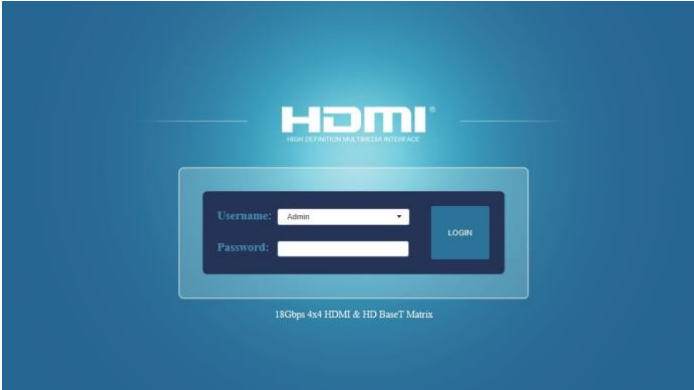 HDMI®
HIGH DEFINITION MULTIMEDIA INTERFACE
Username: Admin
LOGIN
Password:
18Gbps 4x4 HDMI & HD BaseT Matrix